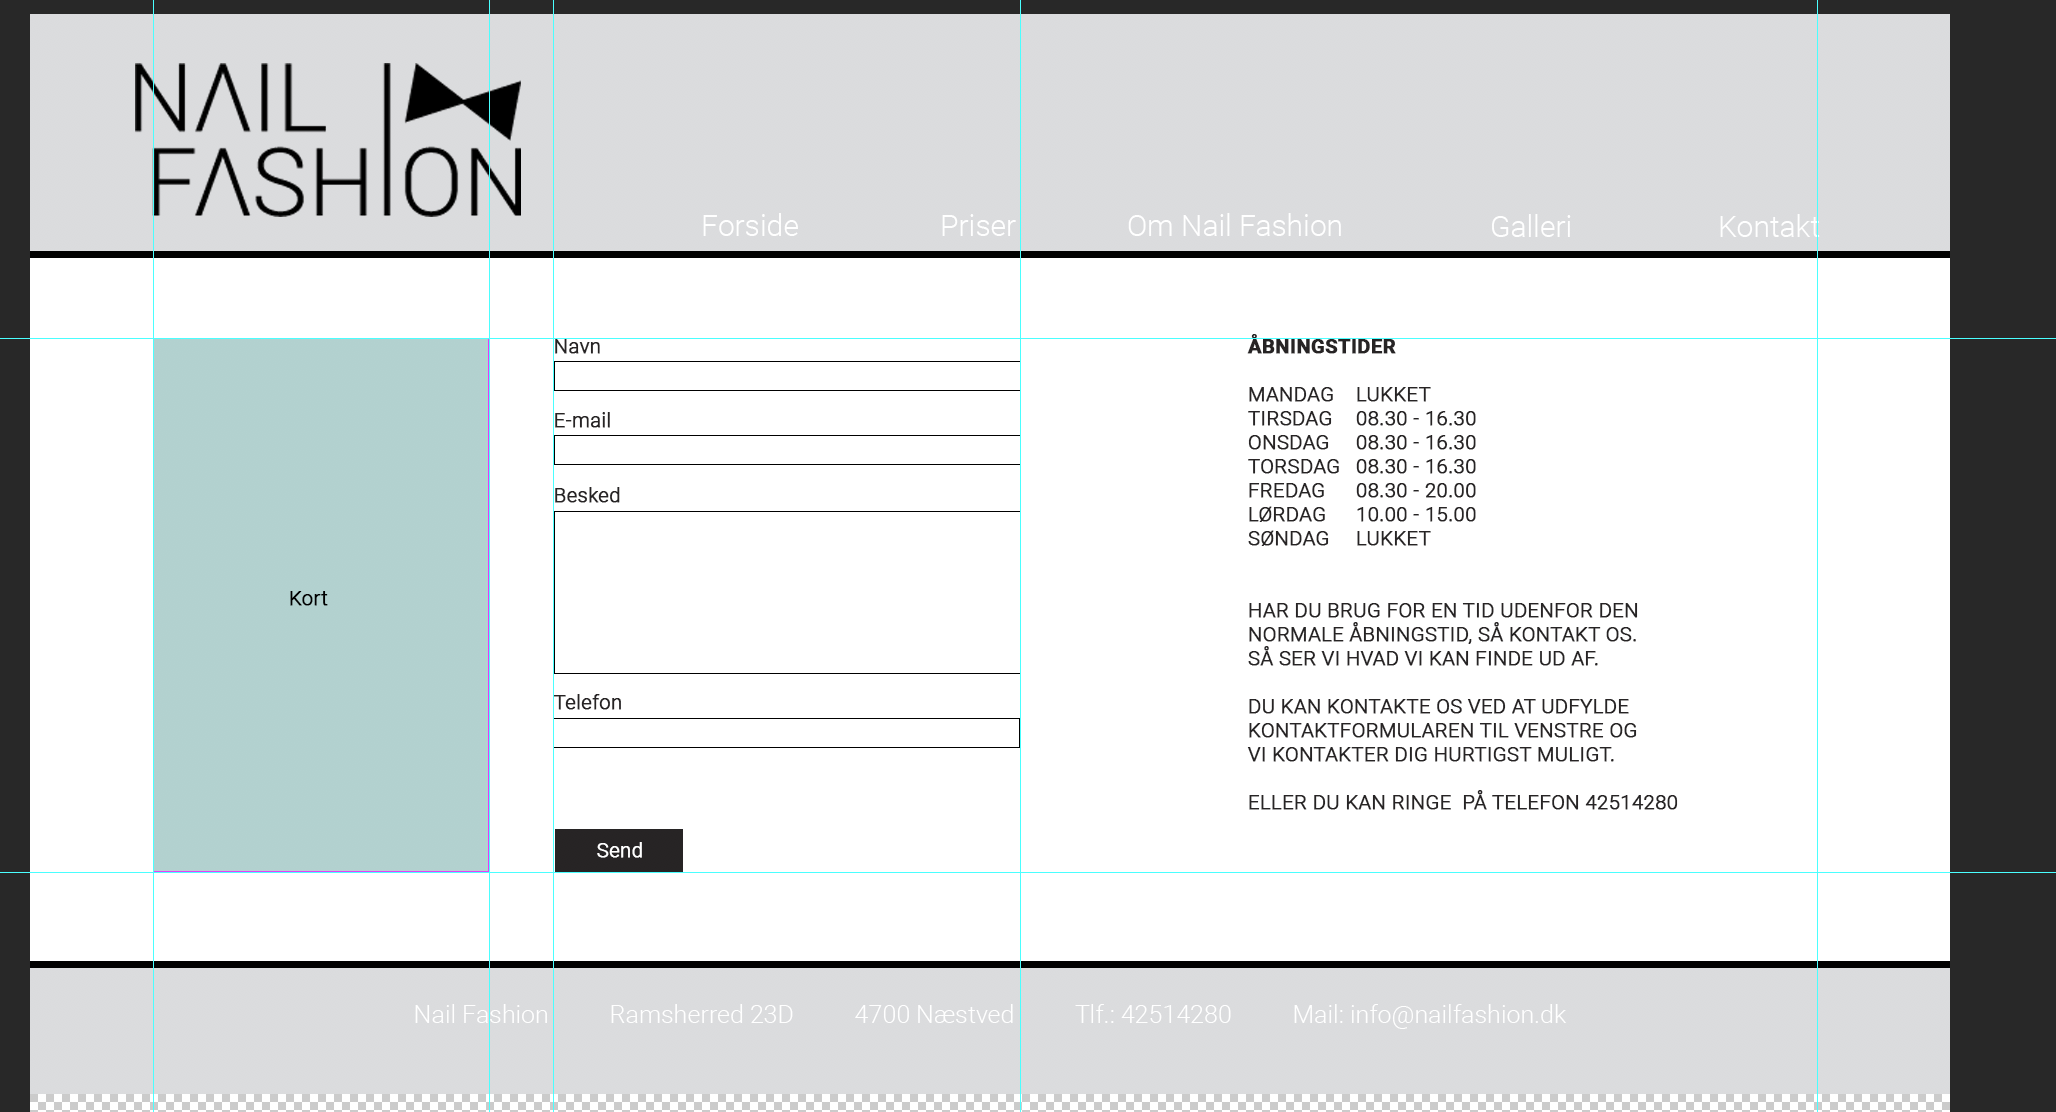 NAIL
FASHION
Forside
Priser
Om Nail Fashion
Galleri
Kontakt
Kort
Navn
E-mail
Besked
Telefon
Send
ÅBNINGSTIDER
MANDAG LUKKET
TIRSDAG 08.30 - 16.30
ONSDAG 08.30 - 16.30
TORSDAG 08.30 - 16.30
FREDAG 08.30 - 20.00
LØRDAG 10.00 - 15.00
SØNDAG LUKKET
HAR DU BRUG FOR EN TID UDENFOR DEN
NORMALE ÅBNINGSTID, SÅ KONTAKT OS.
SÅ SER VI HVAD VI KAN FINDE UD AF.
DU KAN KONTAKTE OS VED AT UDFYLDE
KONTAKTFORMULAREN TIL VENSTRE OG
VI KONTAKTER DIG HURTIGST MULIGT.
ELLER DU KAN RINGE  PÅ TELEFON 42514280
Nail Fashion
Ramsherred 23D
4700 Næstved
Tlf.: 42514280
Mail: info@nailfashion.dk